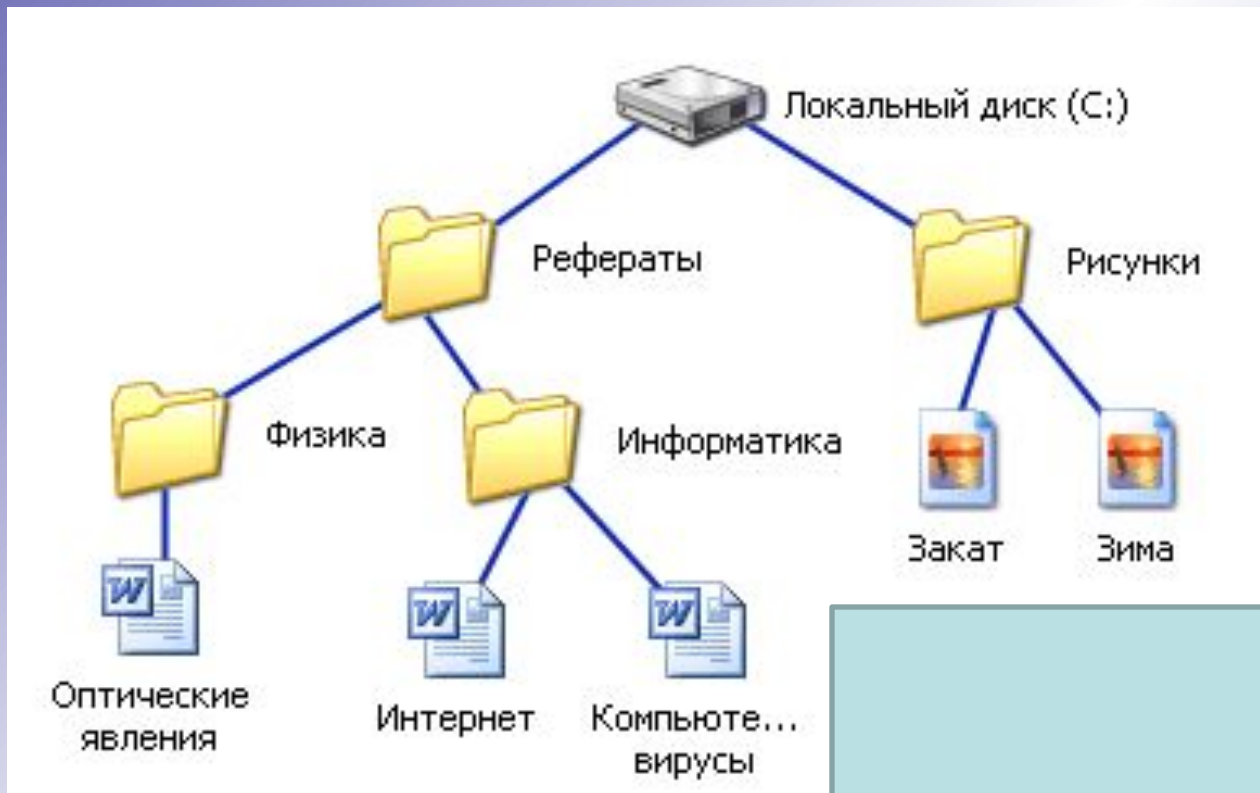 Локальный диск (C:)
Рефераты
Рисунки
Физика
Информатика
Закат
Зима
Оптические
явления
Интернет
Компьюте...
вирусы